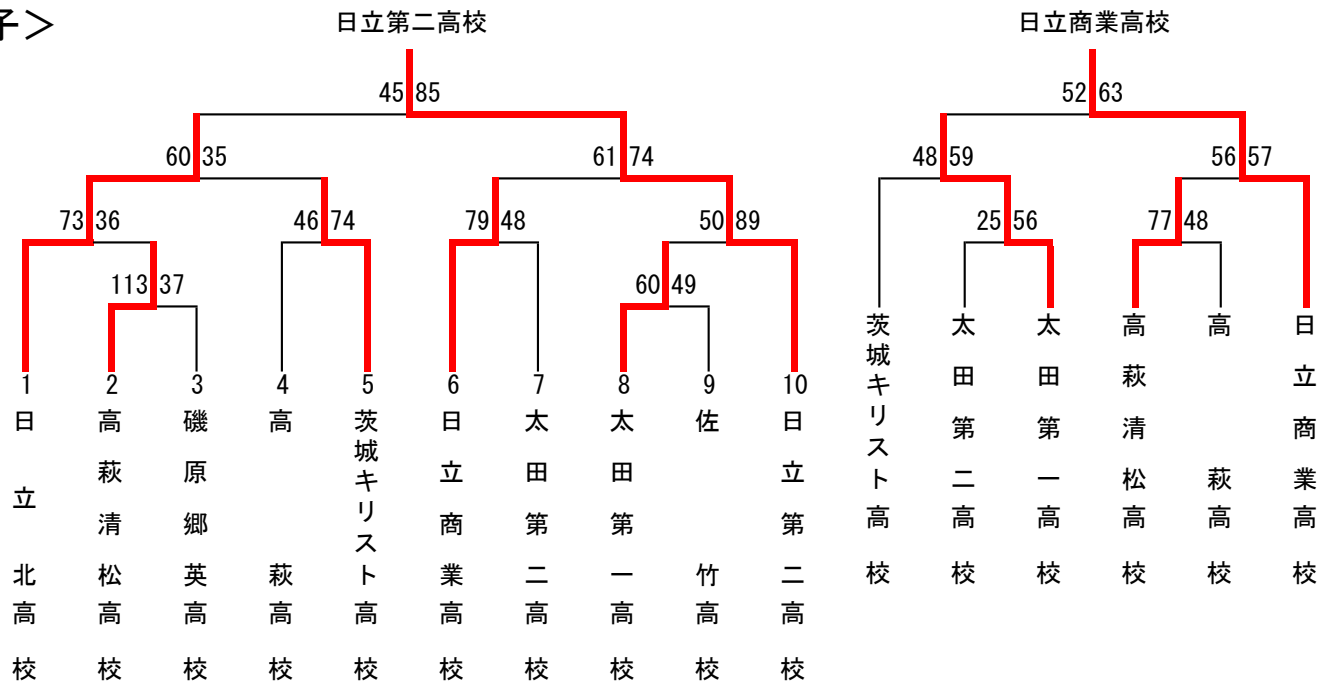 子＞
日立第二高校
日立商業高校
45 85
52 63
60 35
61 74
48 59
56 57
73 36
46 74
79 48
50 89
25 56
77 48
113 37
60 49
1
2
3
4
5
6
7
8
9
10
日立北高校
高萩清松高校
磯原郷英高校
高萩高校
茨城キリスト高校
日立商業高校
太田第二高校
太田第一高校
佐竹高校
日立第二高校
茨城キリスト高校
太田第二高校
太田第一高校
高萩清松高校
高萩高校
日立商業高校